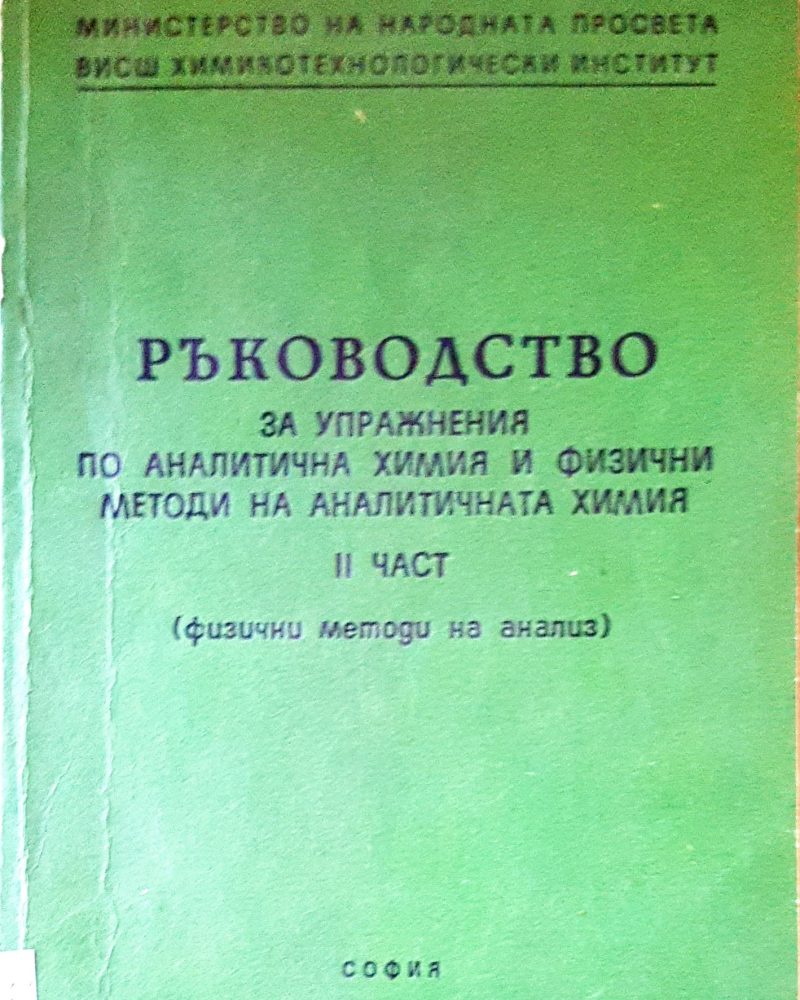 МИНИСТЕРСТВО НА НАРОДНАТА ПРОСВЕТА
ВИСШ ХИМИКОТЕХНОЛОГИЧЕСКИ ИНСТИТУТ
РЪКОВОДСТВО
ЗА УПРАЖНЕНИЯ
ПО АНАЛИТИЧНА ХИМИЯ И ФИЗИЧНИ
МЕТОДИ НА АНАЛИТИЧНАТА ХИМИЯ
II ЧАСТ
(физични методи на анализ)
СОФИЯ